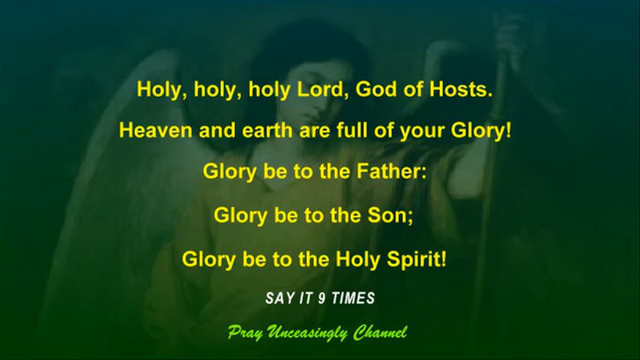 Holy, holy, holy Lord, God of Hosts.
Heaven and earth are full of your Glory!
Glory be to the Father:
Glory be to the Son;
Glory be to the Holy Spirit!
SAY IT 9 TIMES
Pray Unceasingly Channel